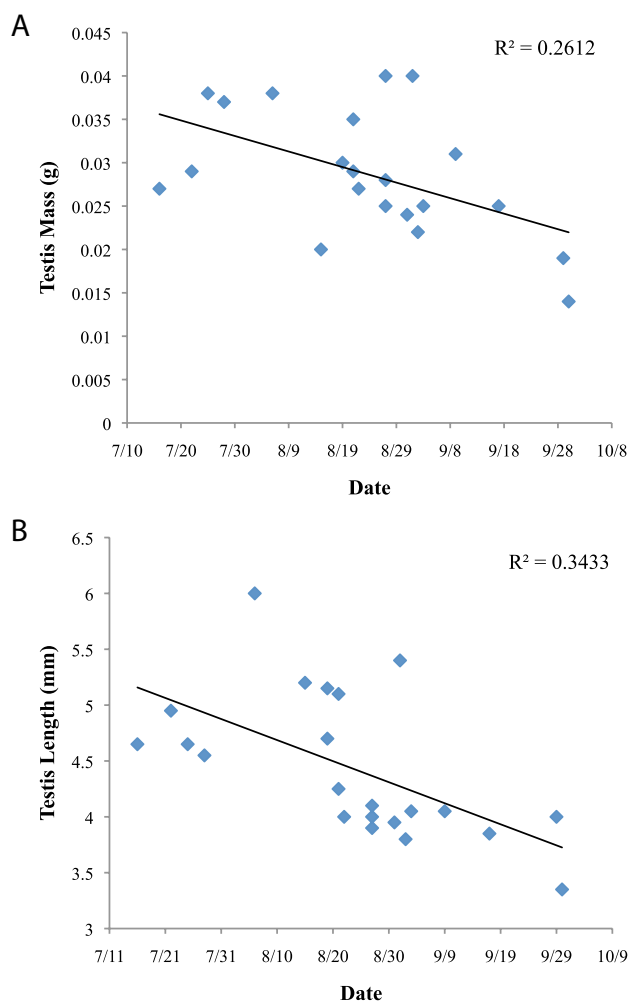 A
R² = 0.2612
0.045
0.04
0.035
0.03
0.025
0.02
0.015
0.01
0.005
0
Testis Mass (g)
7/10 7/20 7/30 8/9 8/19 8/29 9/8 9/18 9/28 10/8
Date
B
R² = 0.3433
6.5
6
5.5
5
4.5
4
3.5
3
Testis Length (mm)
7/11 7/21 7/31 8/10 8/20 8/30 9/9 9/19 9/29 10/9
Date